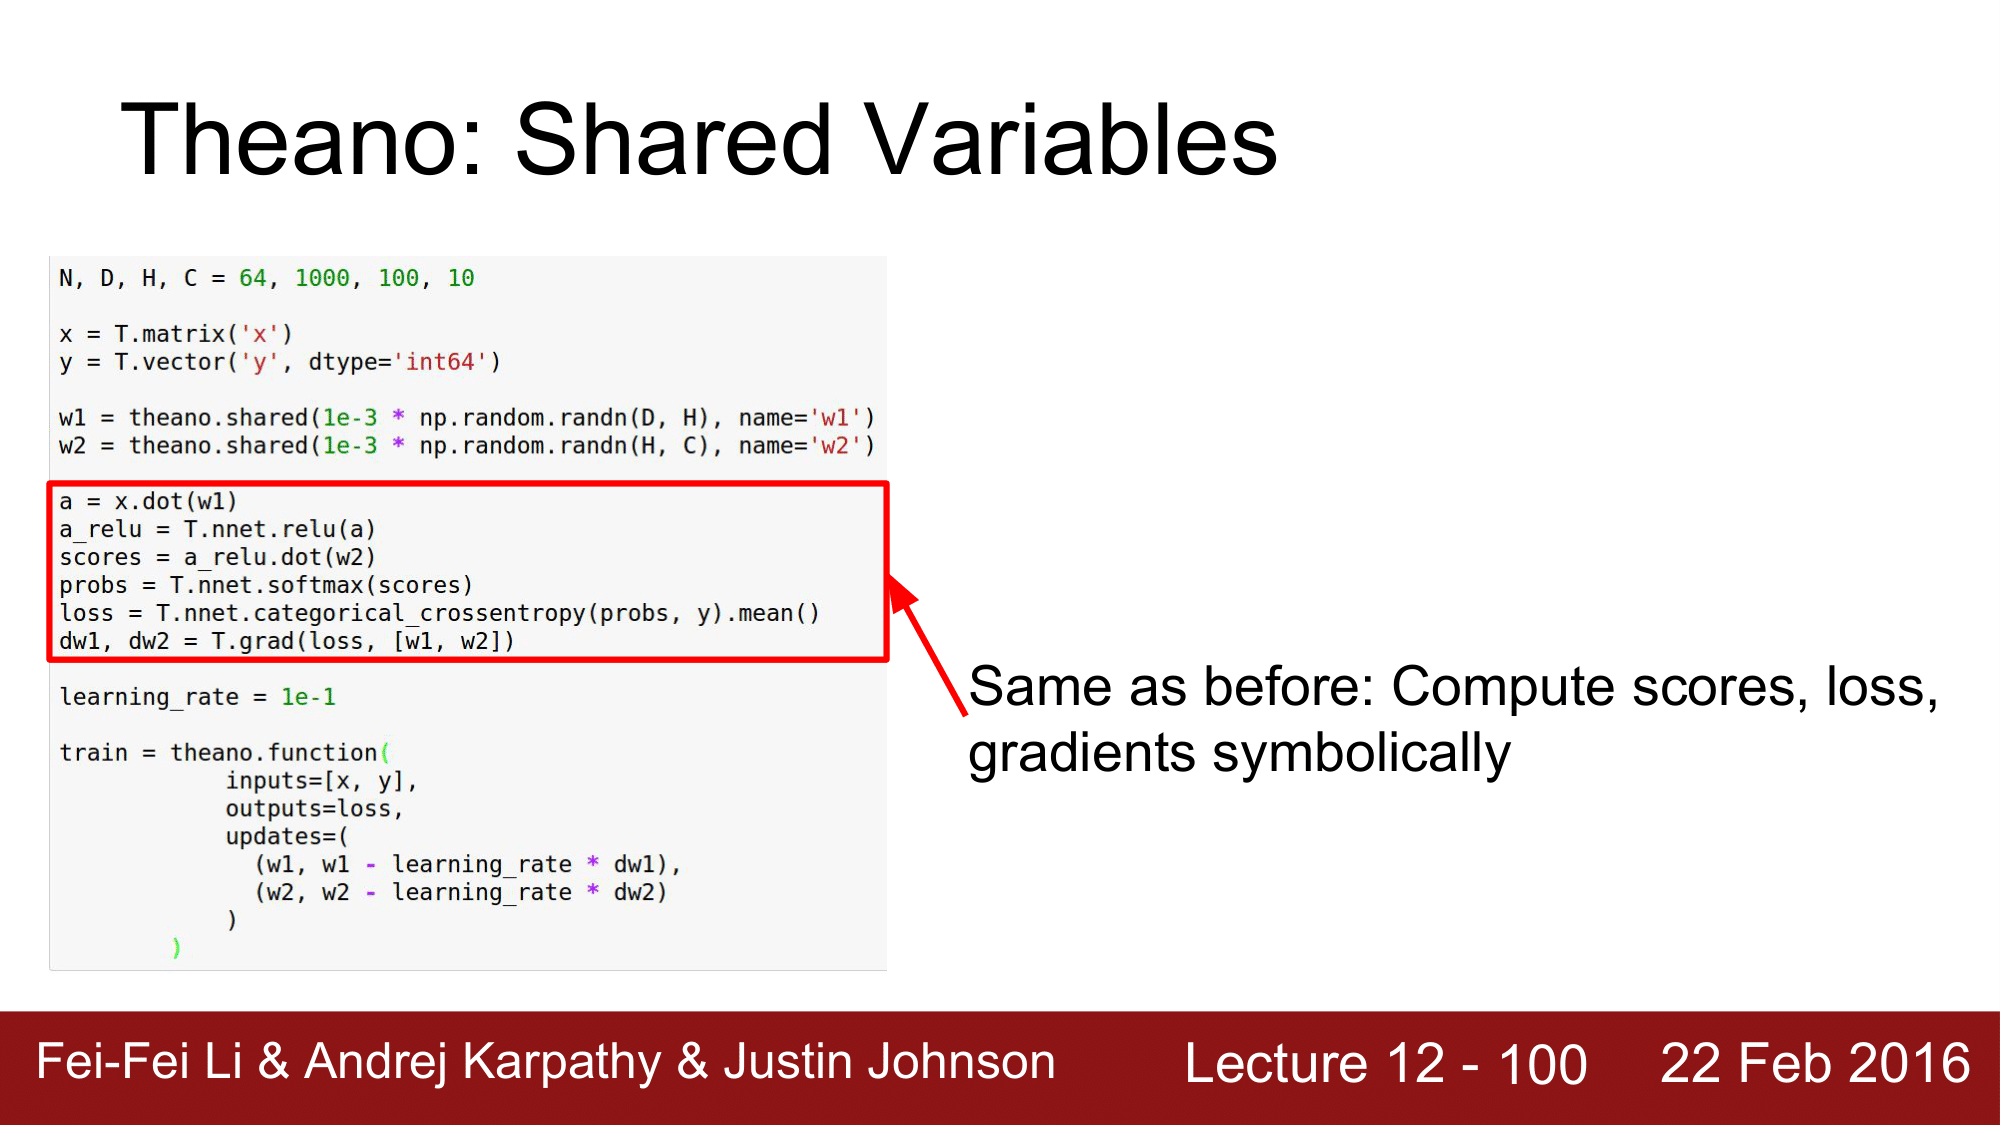 Theano: Shared Variables
N, D, H, C = 64, 1000, 100, 10
x = T.matrix('x')
y = T.vector('y', dtype='int64')
w1 = theano.shared(1e-3 * np.random.randn(D, H), name='w1')
w2 = theano.shared(1e-3 * np.random.randn(H, C), name='w2')
a = x.dot(w1)
a_relu = T.nnet.relu(a)
scores = a_relu.dot(w2)
probs = T.nnet.softmax(scores)
loss = T.nnet.categorical_crossentropy(probs, y).mean()
dw1, dw2 = T.grad(loss, [w1, w2])
learning_rate = 1e-1
train = theano.function(
inputs=[x, y],
outputs=loss,
updates=(
(w1, w1 - learning_rate * dw1),
(w2, w2 - learning_rate * dw2)
)
)
Same as before: Compute scores, loss,
gradients symbolically
Fei-Fei Li & Andrej Karpathy & Justin Johnson
Lecture 12 - 100
22 Feb 2016